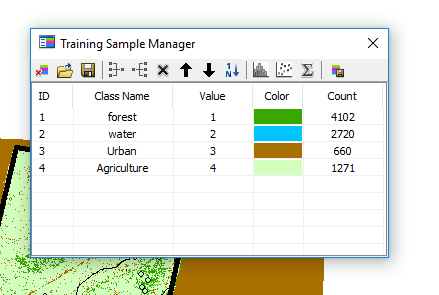 Training Sample Manager
ID Class Name Value Color Count
1 forest 1 4102
2 water 2 2720
3 Urban 3 660
4 Agriculture 4 1271